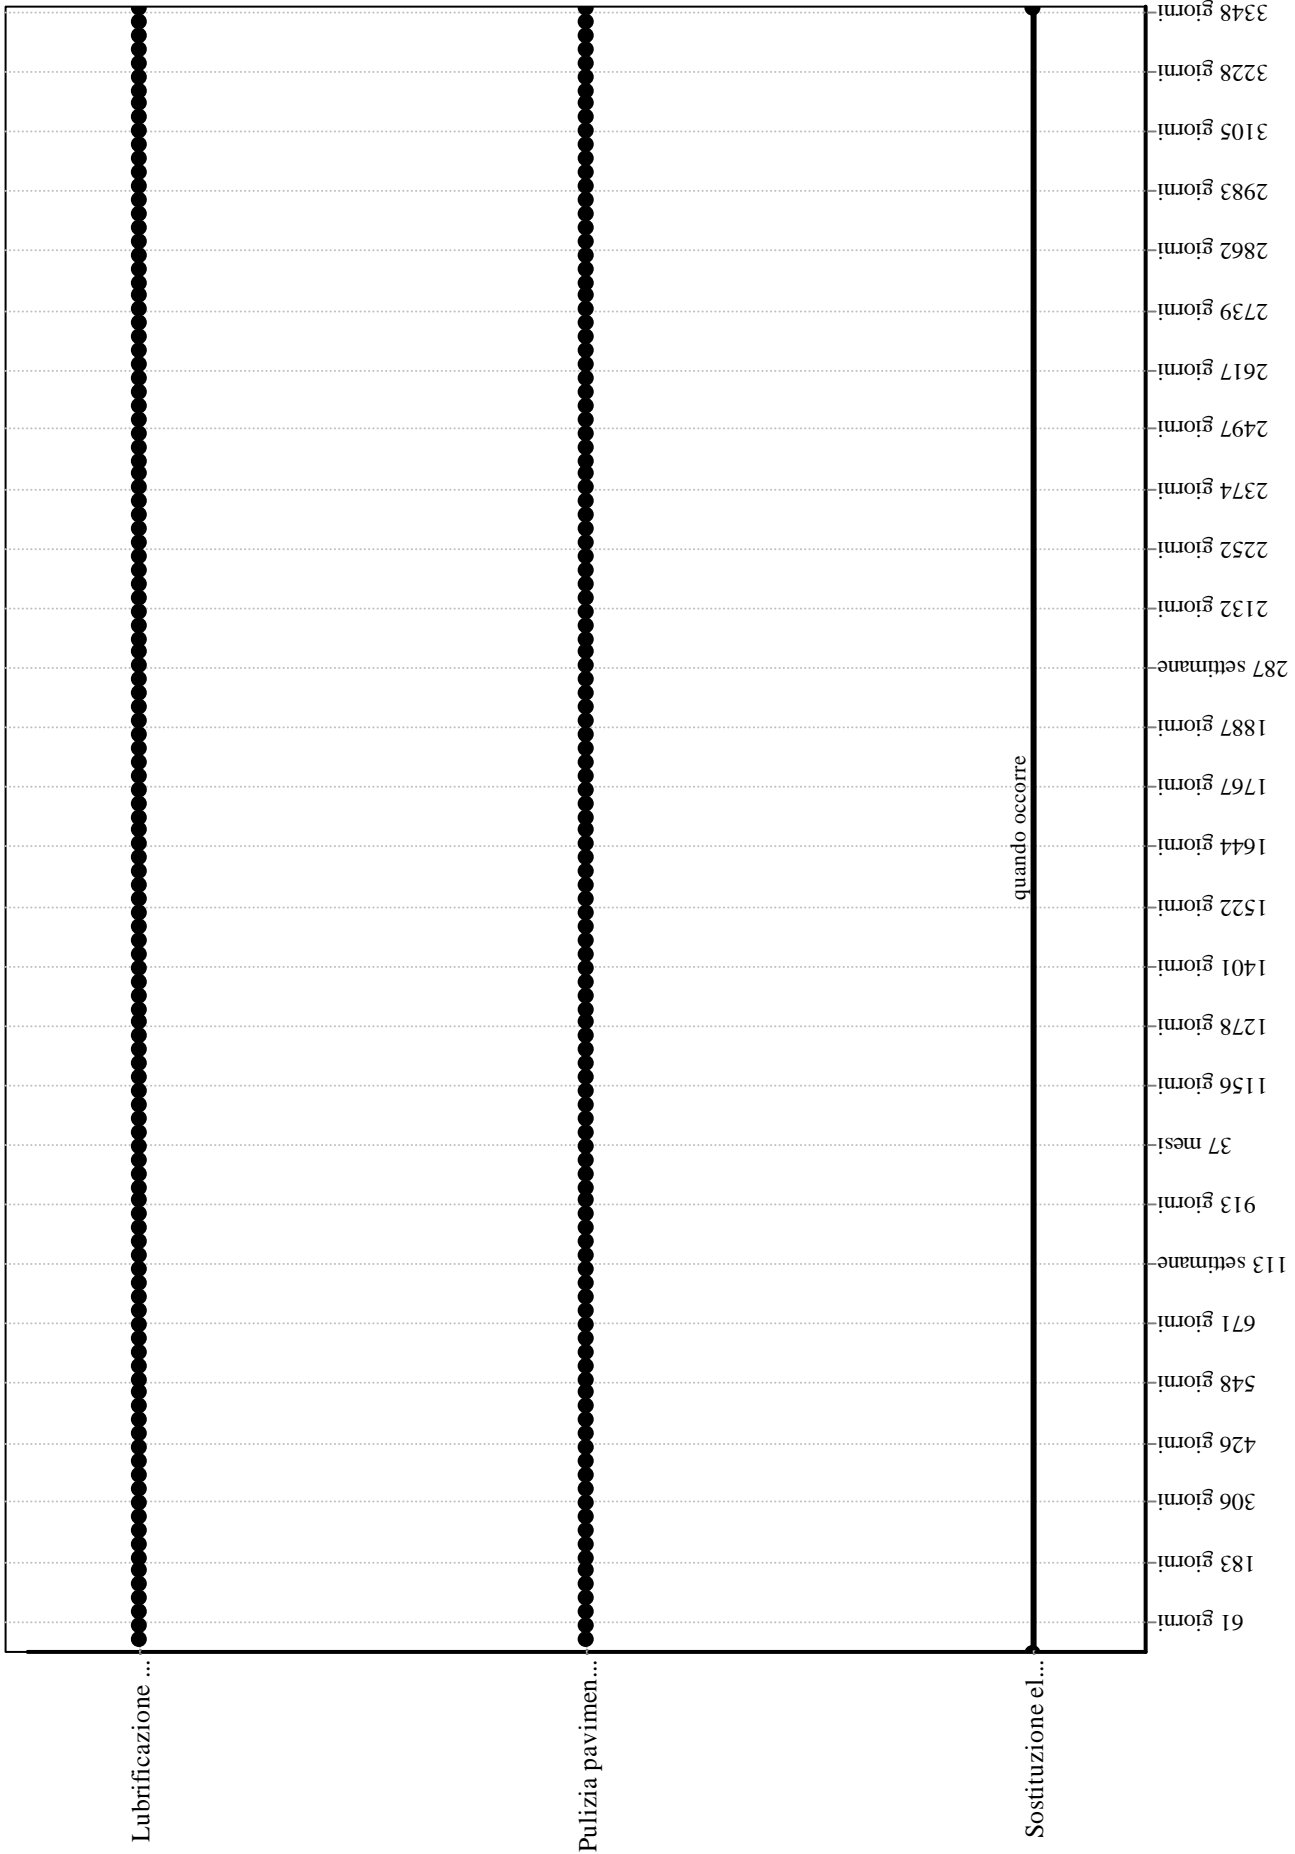 Lubrificazione ...
Pulizia pavimen...
Sostituzione el...
quando occorre
61 giorni
183 giorni
306 giorni
426 giorni
548 giorni
671 giorni
113 settimane
913 giorni
37 mesi
1156 giorni
1278 giorni
1401 giorni
1522 giorni
1644 giorni
1767 giorni
1887 giorni
287 settimane
2132 giorni
2252 giorni
2374 giorni
2497 giorni
2617 giorni
2739 giorni
2862 giorni
2983 giorni
3105 giorni
3228 giorni
3348 giorni